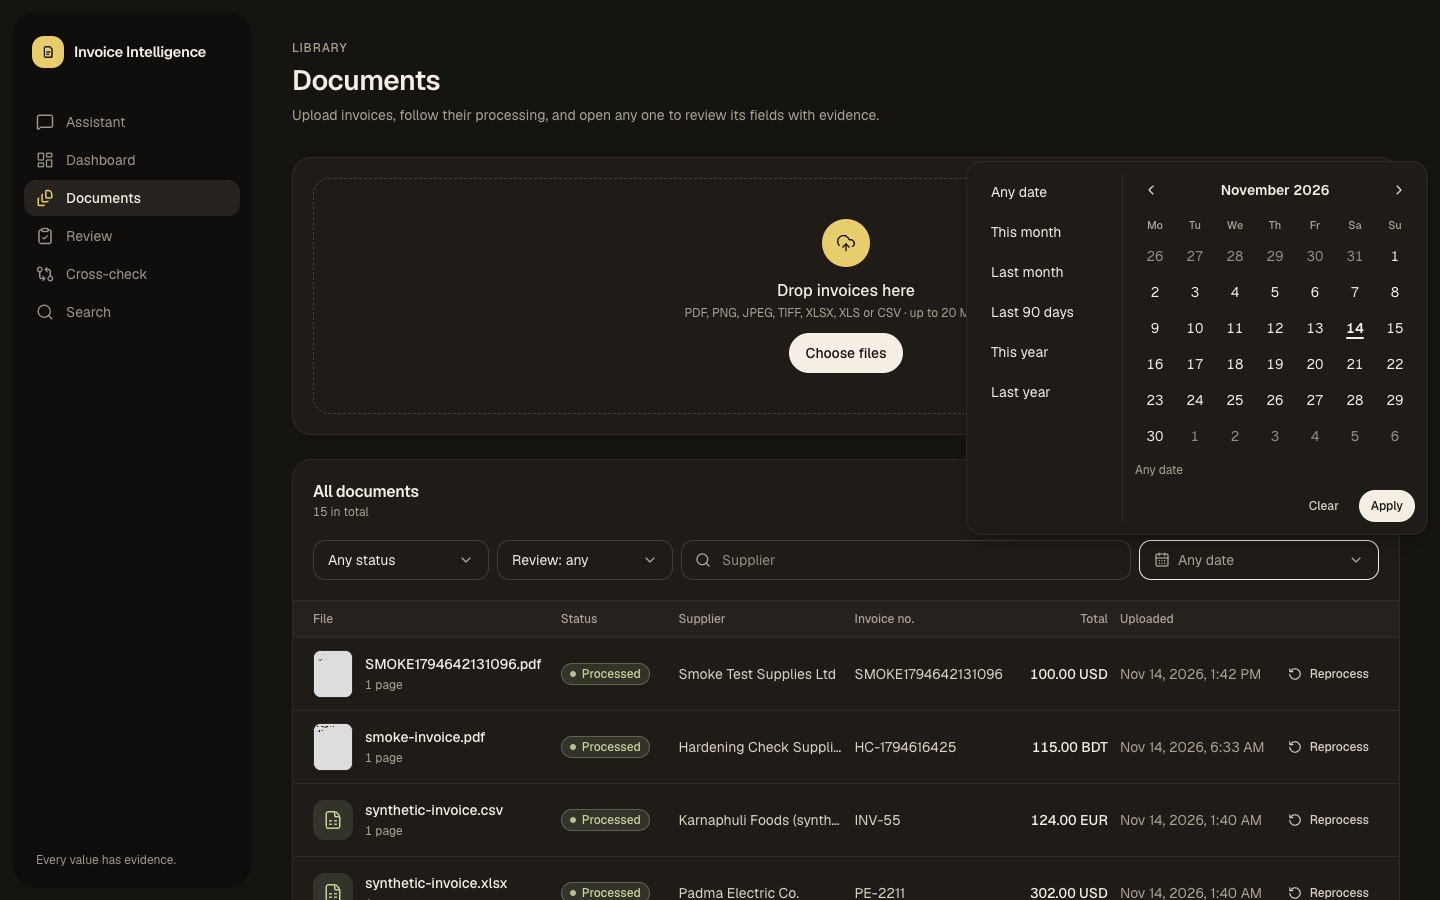 Invoice Intelligence
Assistant
Dashboard
Documents
Review
Cross-check
Search
Every value has evidence.
LIBRARY
Documents
Upload invoices, follow their processing, and open any one to review its fields with evidence.
Drop invoices here
PDF, PNG, JPEG, TIFF, XLSX, XLS or CSV · up to 20
Choose files
Any date
This month
Last month
Last 90 days
This year
Last year
November 2026
Mo Tu We Th Fr Sa Su
26 27 28 29 30 31 1
2 3 4 5 6 7 8
9 10 11 12 13 14 15
16 17 18 19 20 21 22
23 24 25 26 27 28 29
30 1 2 3 4 5 6
Any date
Clear Apply
All documents
15 in total
Any status Review: any Supplier Any date
File Status Supplier Invoice no. Total Uploaded
SMOKE1794642131096.pdf Processed Smoke Test Supplies Ltd SMOKE1794642131096 100.00 USD Nov 14, 2026, 1:42 PM Reprocess
1 page
smoke-invoice.pdf Processed Hardening Check Suppli... HC-1794616425 115.00 BDT Nov 14, 2026, 6:33 AM Reprocess
1 page
synthetic-invoice.csv Processed Karnaphuli Foods (synth... INV-55 124.00 EUR Nov 14, 2026, 1:40 AM Reprocess
1 page
synthetic-invoice.xlsx Processed Padma Electric Co. PE-2211 302.00 USD Nov 14, 2026, 1:40 AM Reprocess